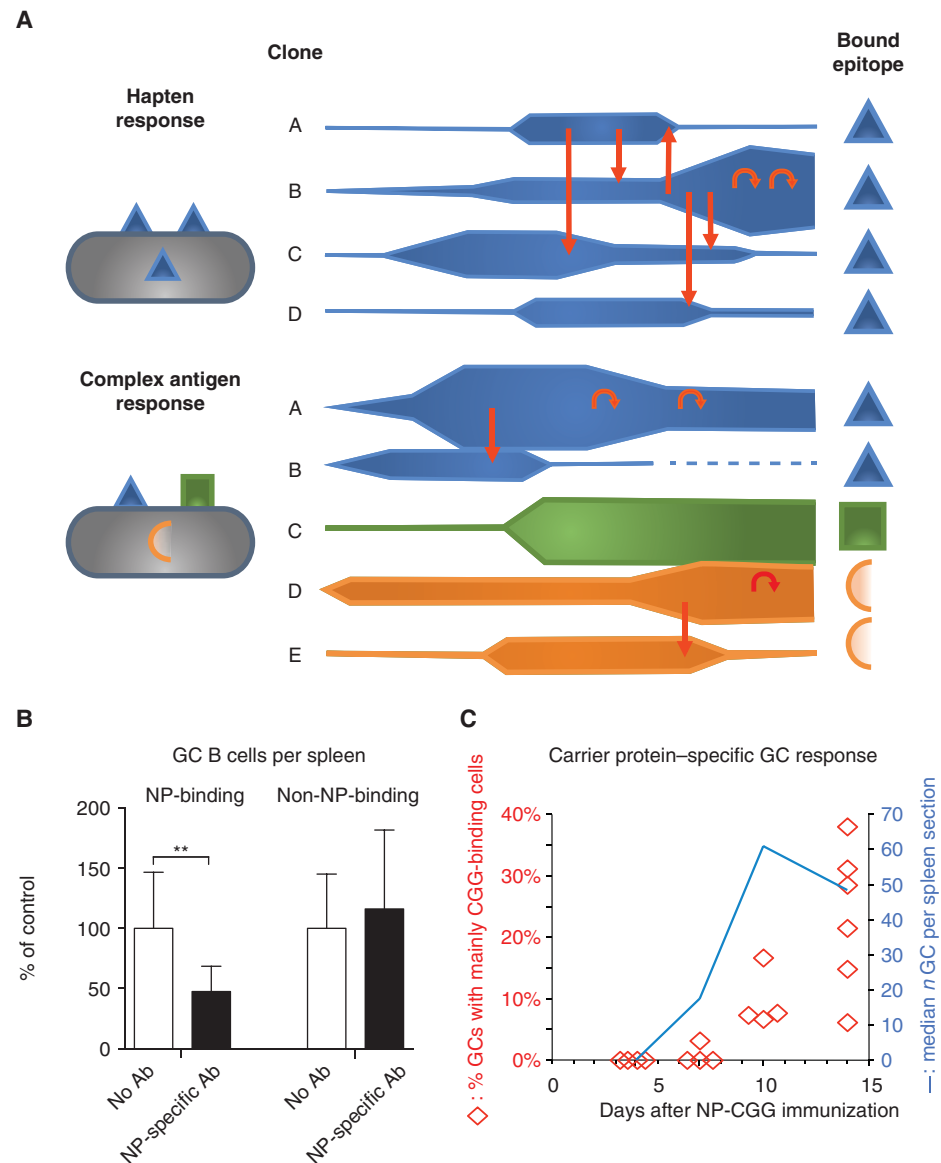 A
Clone
Bound
epitope
Hapten
response
A
B
C
D
Complex antigen
response
A
B
C
D
E
B
GC B cells per spleen
NP-binding
Non-NP-binding
% of control
200
150
100
50
0
**
No Ab
NP-specific Ab
No Ab
NP-specific Ab
C
Carrier protein–specific GC response
◇: % GCs with mainly CGG-binding cells
40%
30%
20%
10%
0%
70
60
50
40
30
20
10
0
—: median n GC per spleen section
0
5
10
15
Days after NP-CGG immunization